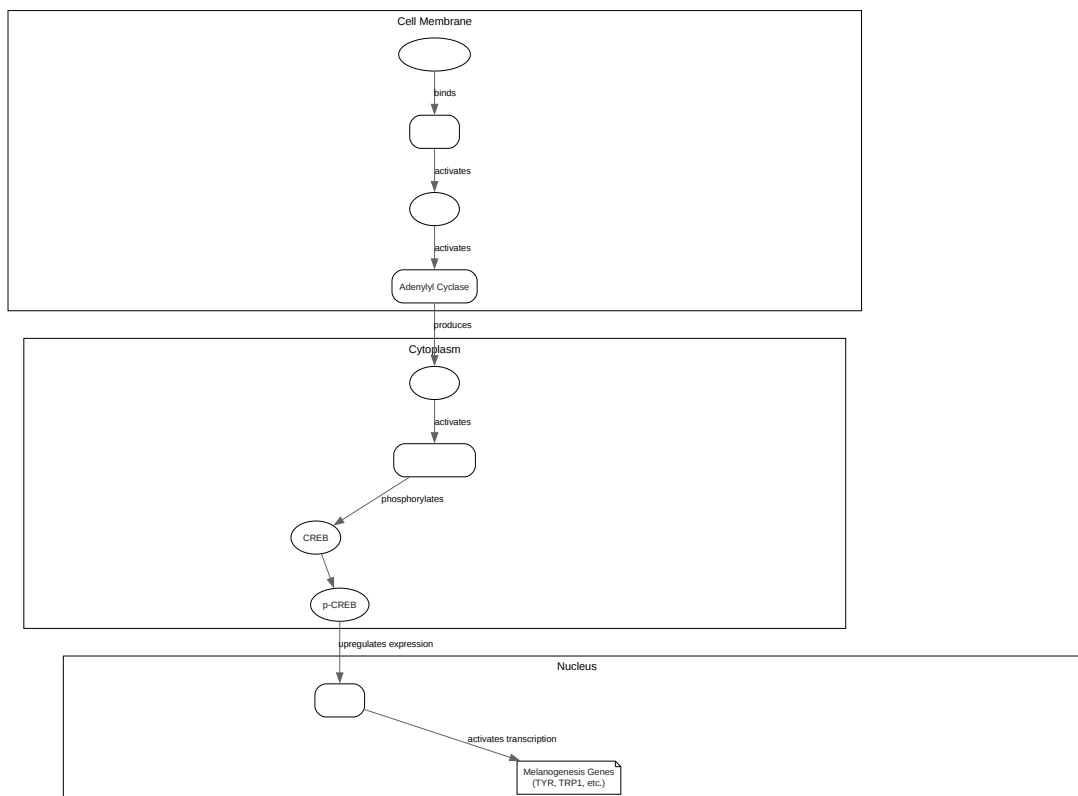 Cell Membrane
binds
activates
activates
Adenylyl Cyclase
produces
Cytoplasm
activates
phosphorylates
CREB
p-CREB
upregulates expression
Nucleus
activates transcription
Melanogenesis Genes
(TYR, TRP1, etc.)